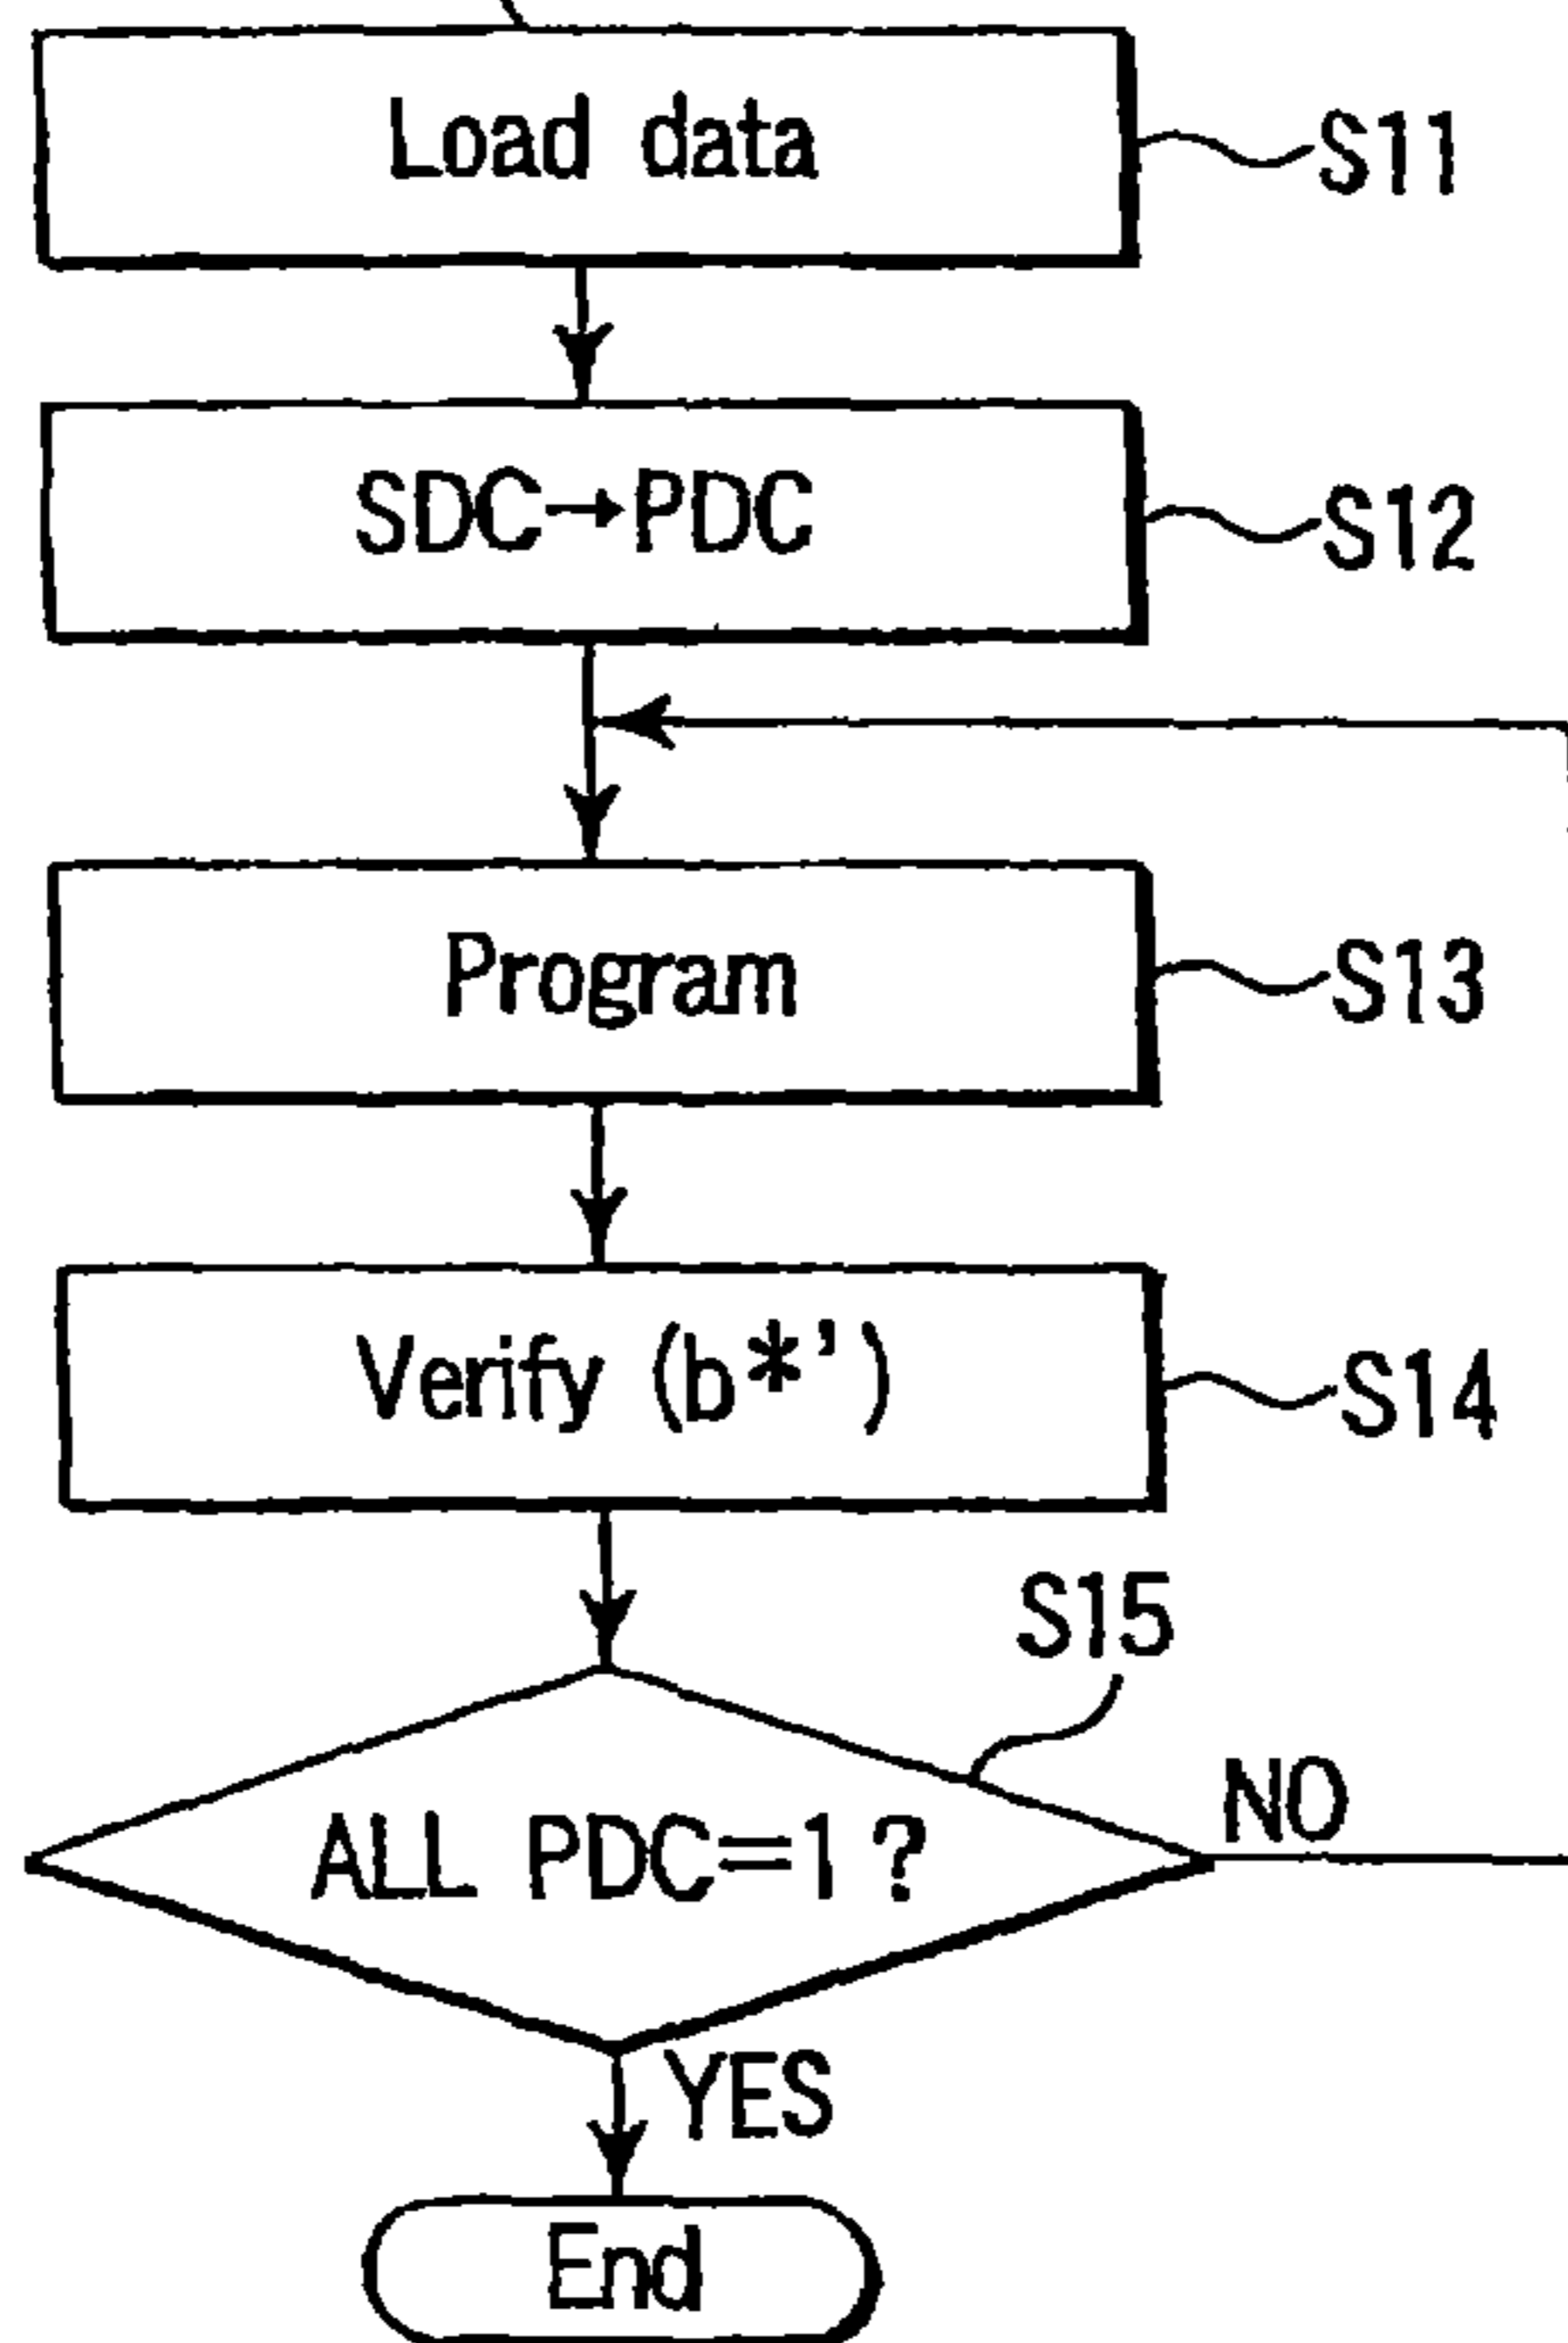 Load data
S11
SDC→PDC
S12
Program
S13
Verify (b*')
S14
S15
ALL PDC=1?
NO
YES
End